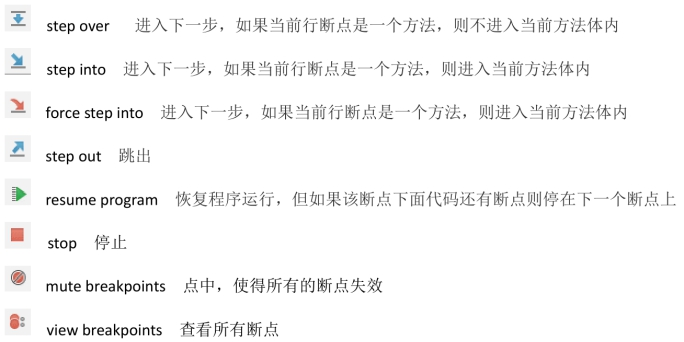 step over 进入下一步，如果当前行断点是一个方法，则不进入当前方法体内
step into 进入下一步，如果当前行断点是一个方法，则进入当前方法体内
force step into 进入下一步，如果当前行断点是一个方法，则进入当前方法体内
step out 跳出
resume program 恢复程序运行，但如果该断点下面代码还有断点则停在下一个断点上
stop 停止
mute breakpoints 点中，使得所有的断点失效
view breakpoints 查看所有断点